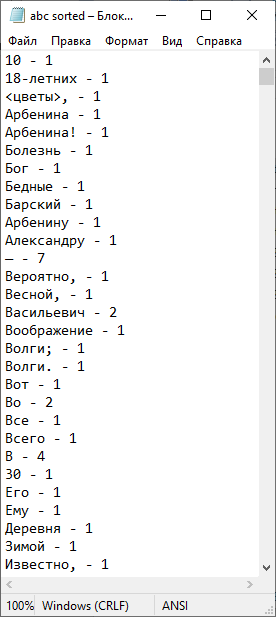 abc sorted – Блок...
Файл Правка Формат Вид Справка
10 - 1
18-летних - 1
<цветы>, - 1
Арбенина - 1
Арбенина! - 1
Болезнь - 1
Бог - 1
Бедные - 1
Барский - 1
Арбенину - 1
Александру - 1
— - 7
Вероятно, - 1
Весной, - 1
Васильевич - 2
Воображение - 1
Волги; - 1
Волги. - 1
Вот - 1
Во - 2
Все - 1
Всего - 1
В - 4
30 - 1
Его - 1
Ему - 1
Деревня - 1
Зимой - 1
Известно, - 1
100% Windows (CRLF) ANSI